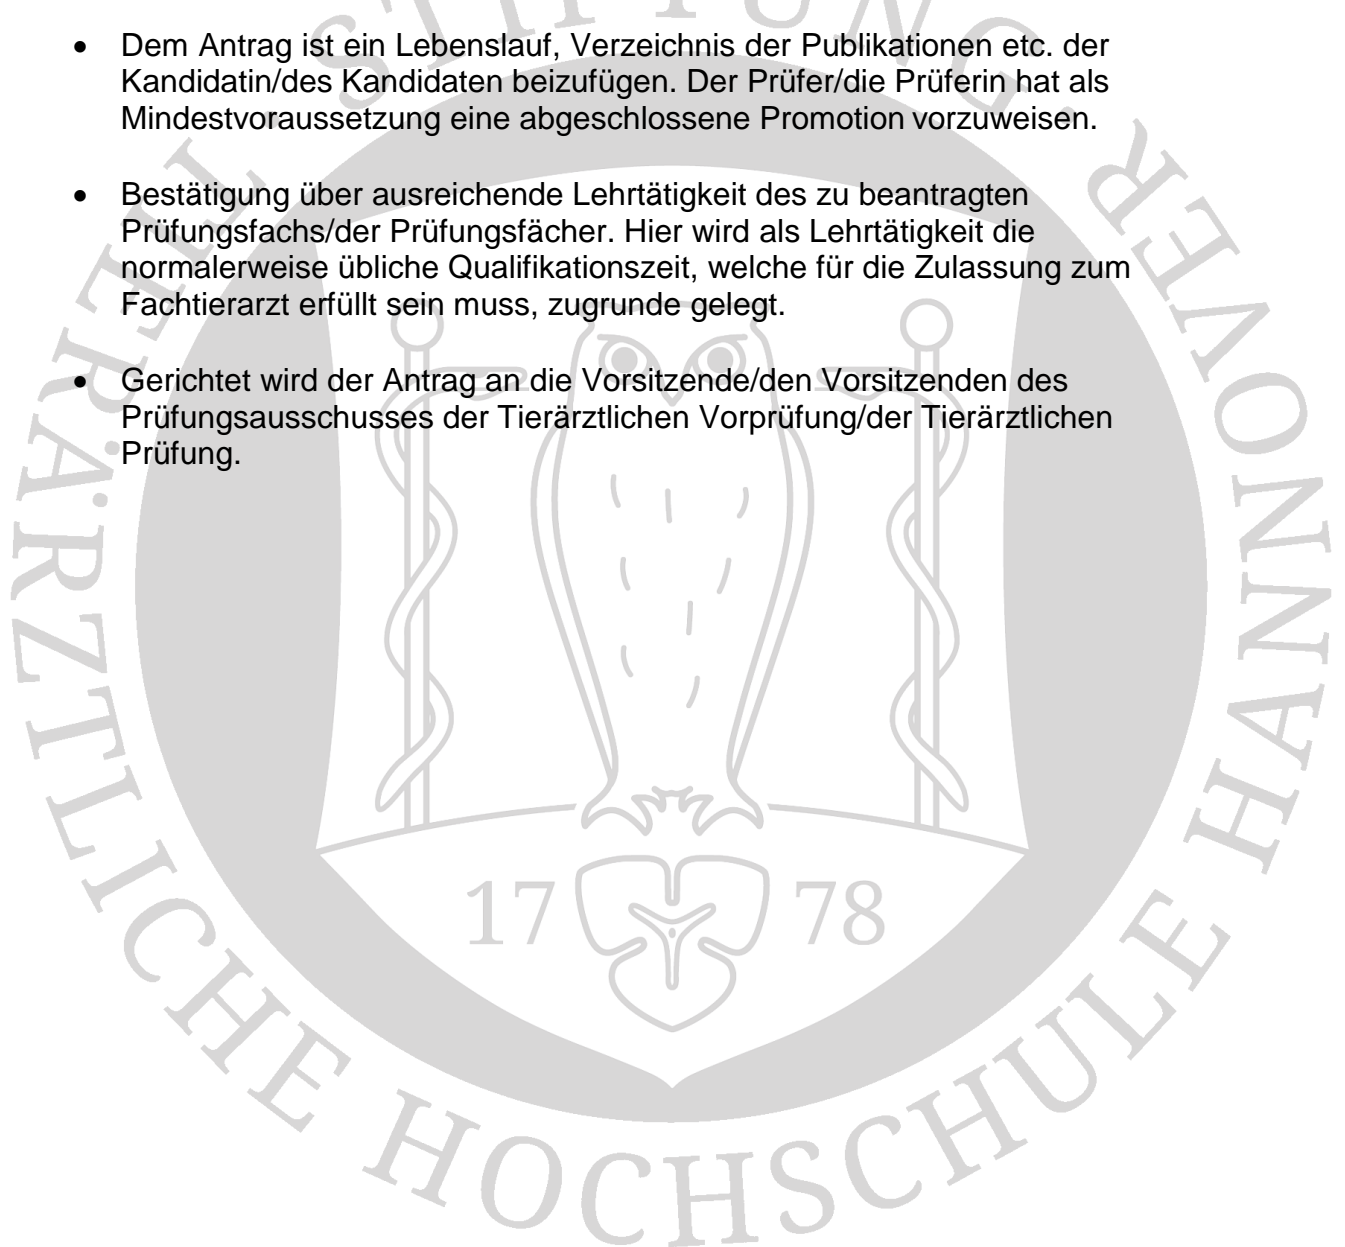 • Dem Antrag ist ein Lebenslauf, Verzeichnis der Publikationen etc. der
Kandidatin/des Kandidaten beizufügen. Der Prüfer/die Prüferin hat als
Mindestvoraussetzung eine abgeschlossene Promotion vorzuweisen.
• Bestätigung über ausreichende Lehrtätigkeit des zu beantragten
Prüfungsfachs/der Prüfungsfächer. Hier wird als Lehrtätigkeit die
normalerweise übliche Qualifikationszeit, welche für die Zulassung zum
Fachtierarzt erfüllt sein muss, zugrunde gelegt.
• Gerichtet wird der Antrag an die Vorsitzende/den Vorsitzenden des
Prüfungsausschusses der Tierärztlichen Vorprüfung/der Tierärztlichen
Prüfung.
STIFTUNG
TIERÄRZTLICHE HOCHSCHULE HANNOVER
17 78